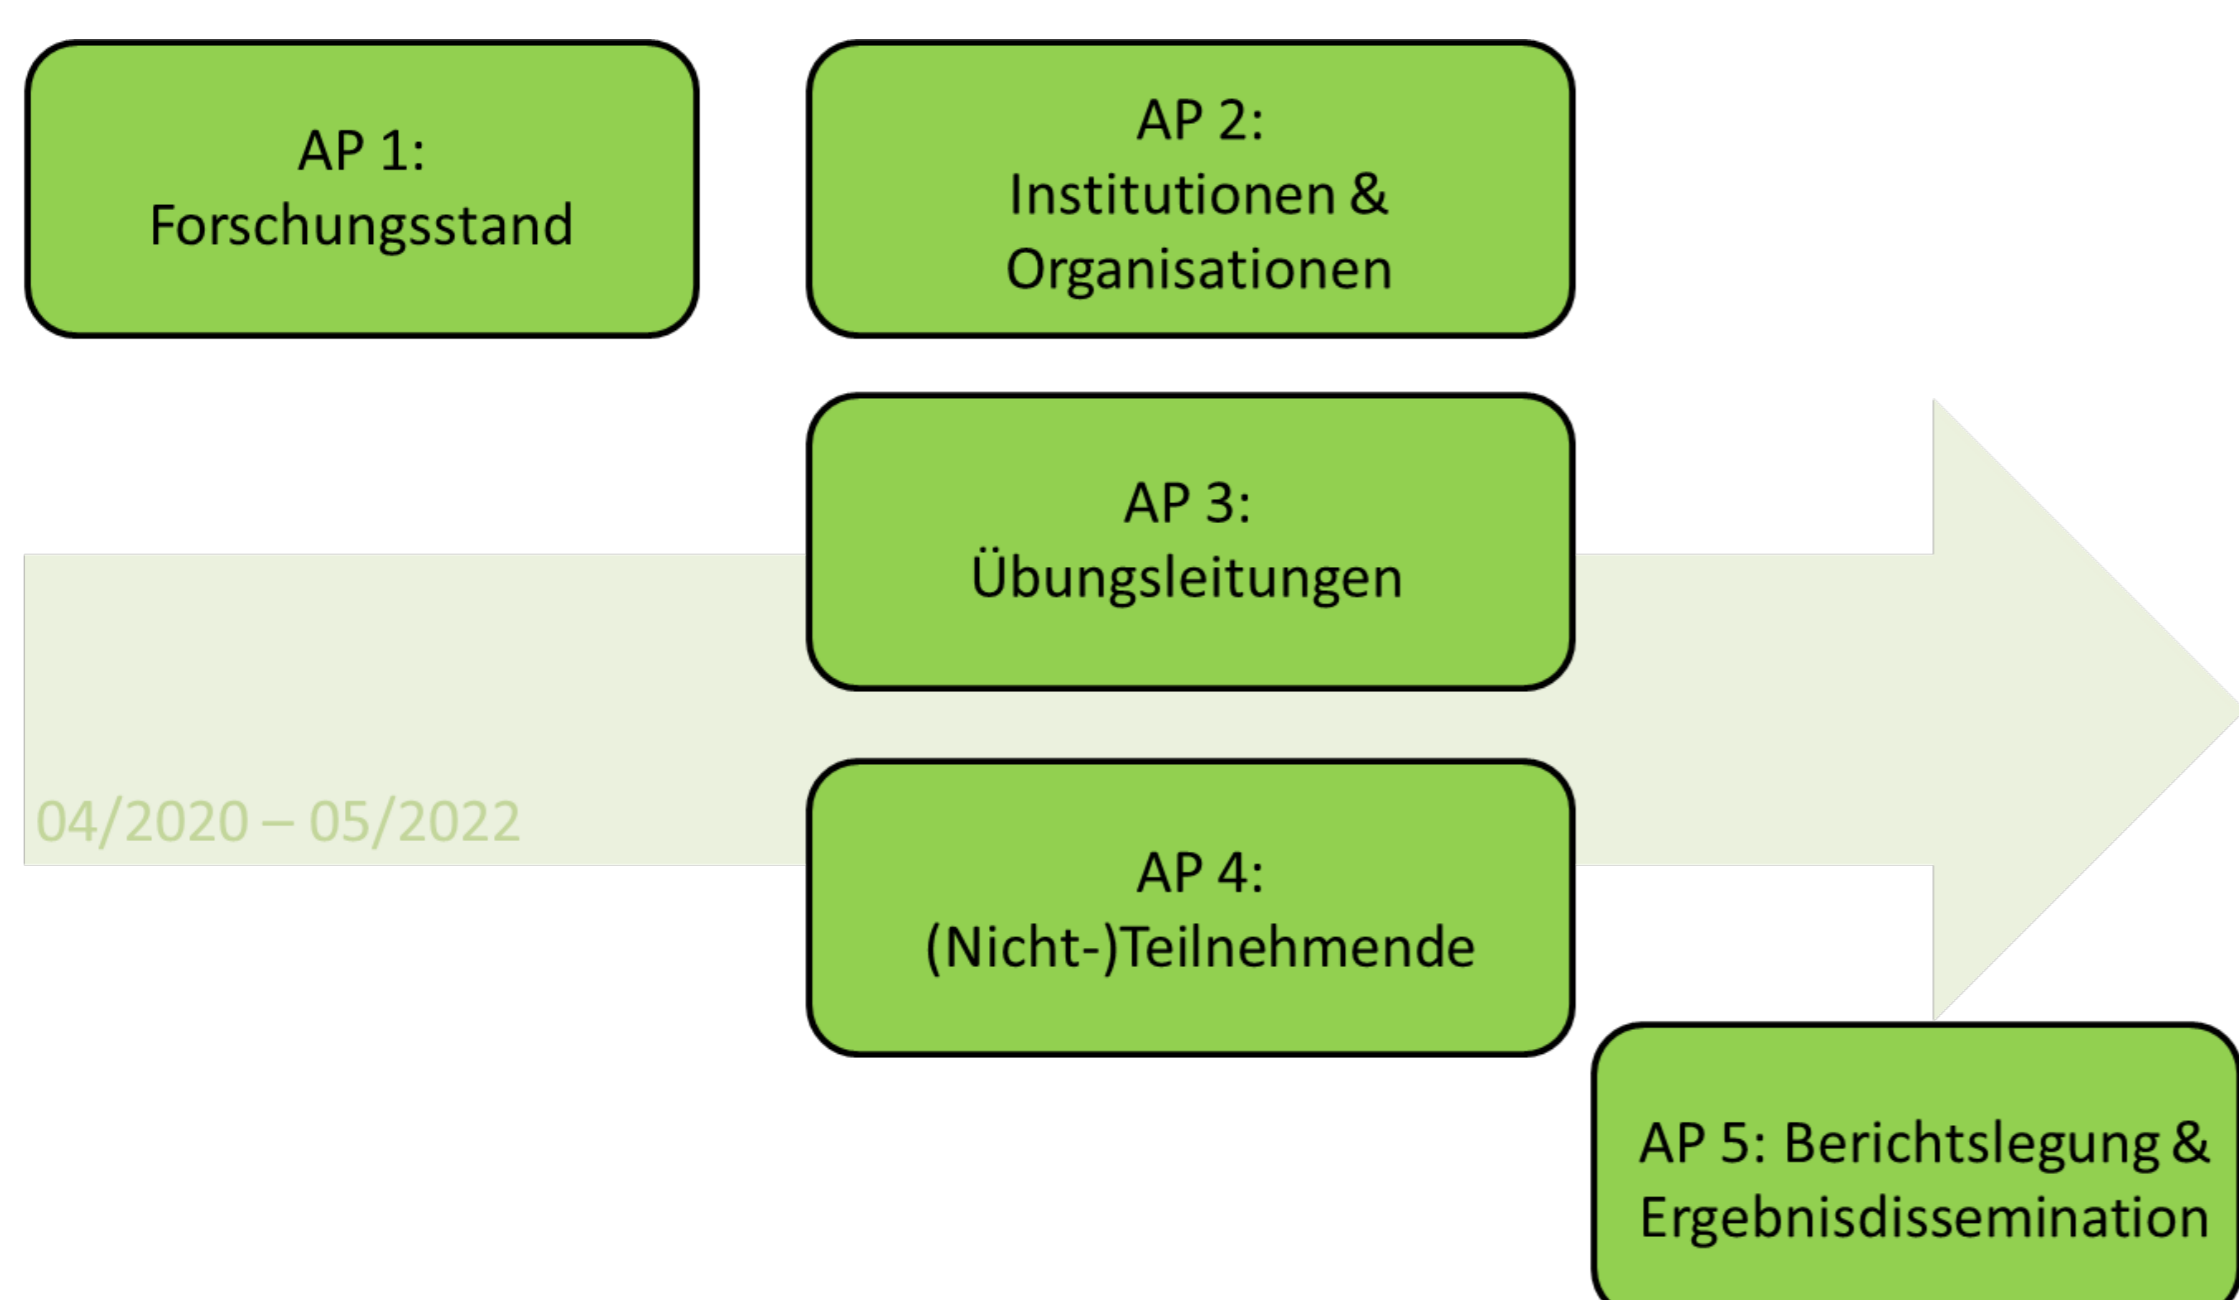 AP 1:
Forschungsstand
AP 2:
Institutionen &
Organisationen
AP 3:
Übungsleitungen
04/2020 – 05/2022
AP 4:
(Nicht-)Teilnehmende
AP 5: Berichtslegung &
Ergebnisdissemination